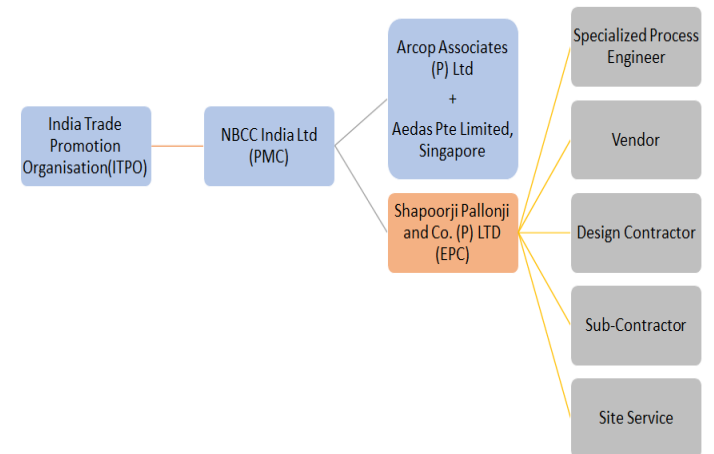 India Trade
Promotion
Organisation(ITPO)
NBCC India Ltd
(PMC)
Arcop Associates
(P) Ltd
+
Aedas Pte Limited,
Singapore
Shapoorji Pallonji
and Co. (P) LTD
(EPC)
Specialized Process
Engineer
Vendor
Design Contractor
Sub-Contractor
Site Service